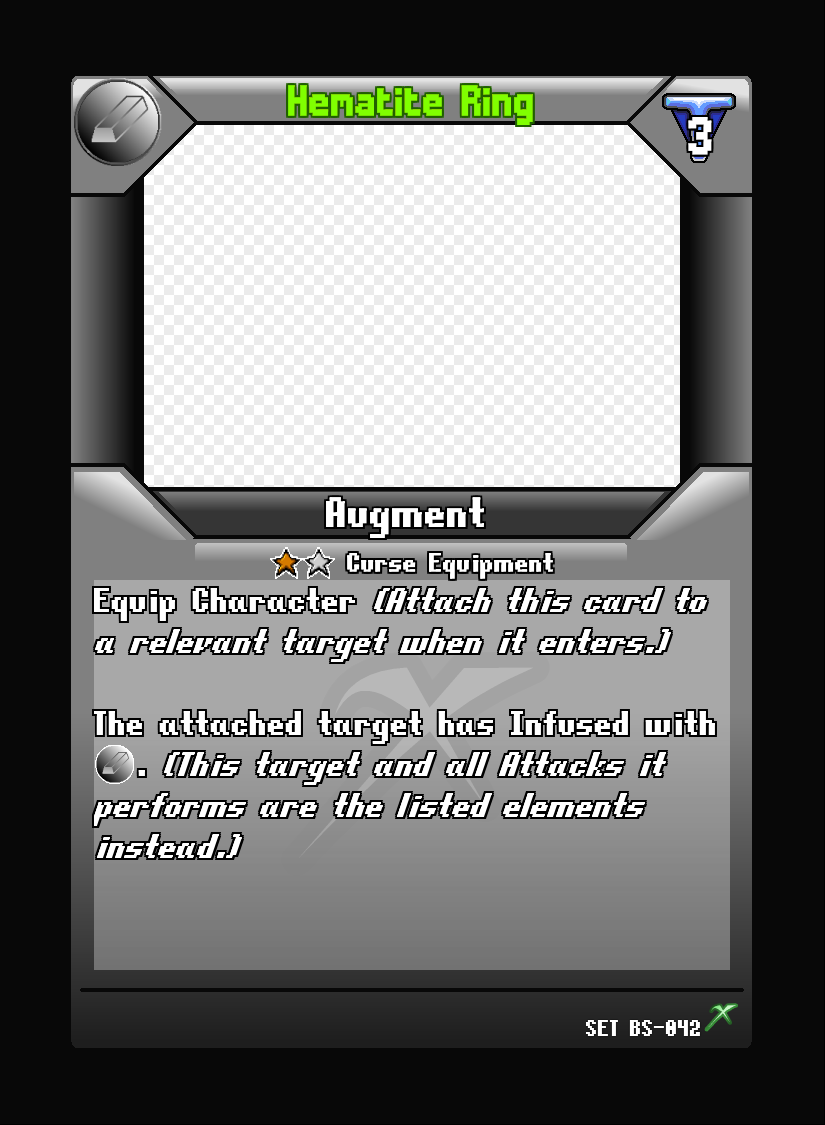 Hematite Ring
3
Augment
Curse Equipment
Equip Character (Attach this card to
a relevant target when it enters.)
The attached target has Infused with
. (This target and all Attacks it
performs are the listed elements
instead.)
SET BS-042